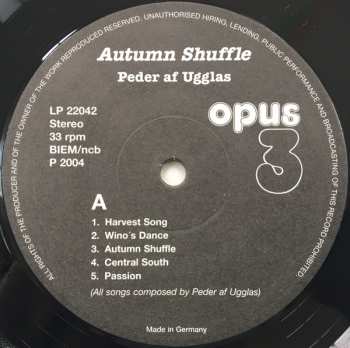 ALL RIGHTS OF THE PRODUCER AND OF THE OWNER OF THE WORK REPRODUCED RESERVED. UNAUTHORISED HIRING, LENDING, PUBLIC PERFORMANCE AND BROADCASTING OF THIS RECORD PROHIBITED.
Autumn Shuffle
Peder af Ugglas
LP 22042
Stereo
33 rpm
BIEM/ncb
P 2004
opus
3
A
1. Harvest Song
2. Wino´s Dance
3. Autumn Shuffle
4. Central South
5. Passion
(All songs composed by Peder af Ugglas)
Made in Germany